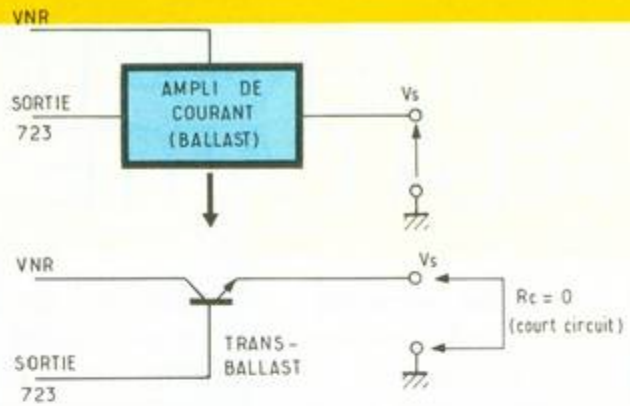 VNR
AMPLI DE
COURANT
(BALLAST)
SORTIE
723
Vs
VNR
Vs
Rc = 0
(court circuit)
TRANS-
BALLAST
SORTIE
723